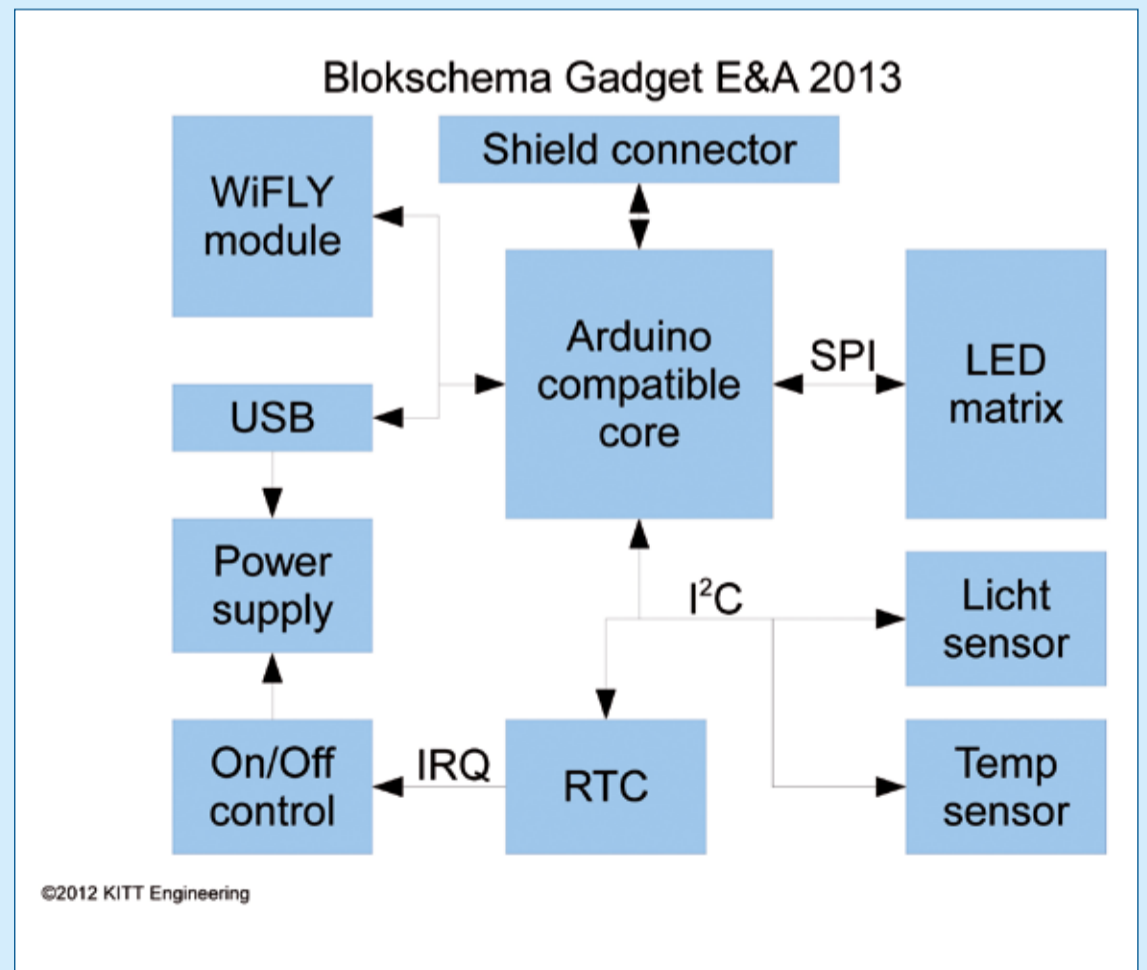 Blokschema Gadget E&A 2013
WiFLY
module
Shield connector
Arduino
compatible
core
SPI
LED
matrix
USB
Power
supply
I²C
Licht
sensor
On/Off
control
IRQ
RTC
Temp
sensor
©2012 KITT Engineering